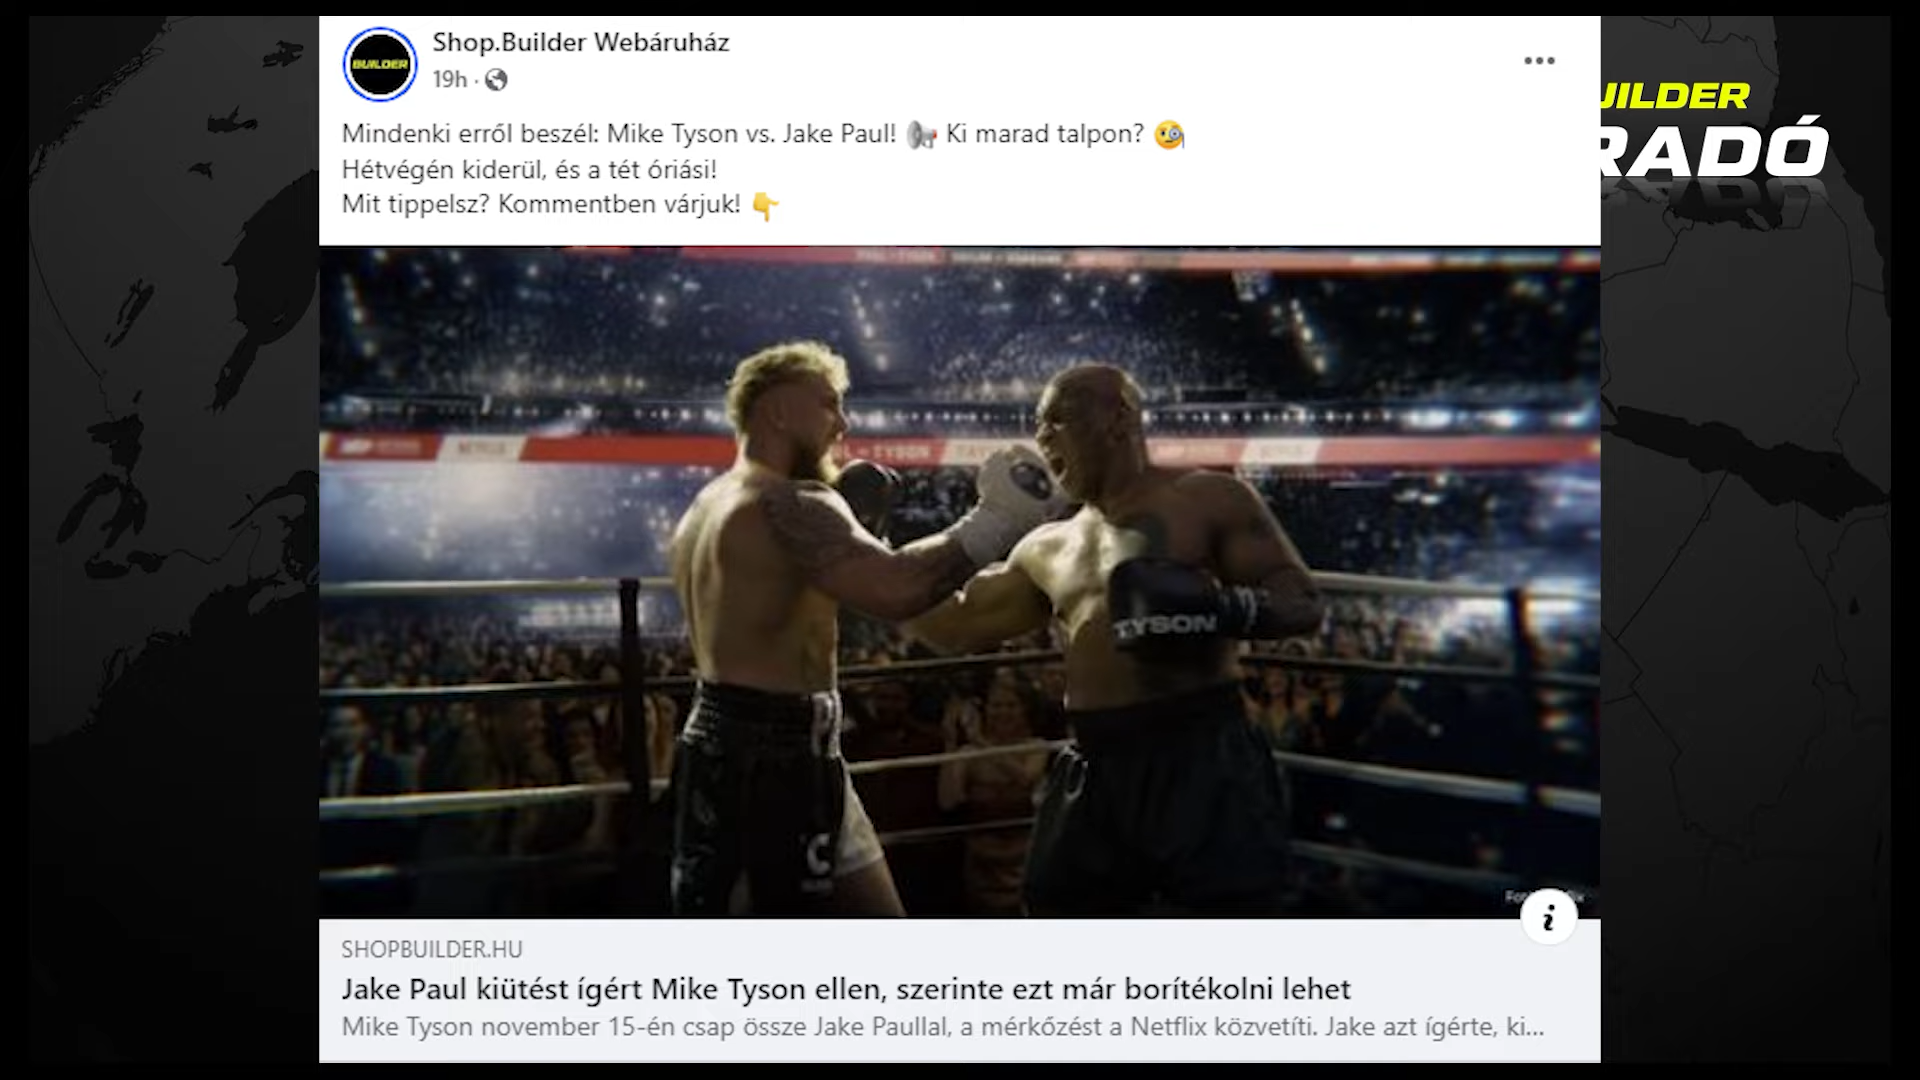 Shop.Builder Webáruház
BUILDER
19h ·
UILDER
RADÓ
Mindenki erről beszél: Mike Tyson vs. Jake Paul! 📢 Ki marad talpon? 🧐
Hétvégén kiderül, és a tét óriási!
Mit tippelsz? Kommentben várjuk! 👇
TYSON
TYSON
SHOPBUILDER.HU
Jake Paul kiütést ígért Mike Tyson ellen, szerinte ezt már borítékolni lehet
Mike Tyson november 15-én csap össze Jake Paullal, a mérkőzést a Netflix közvetíti. Jake azt ígérte, ki...